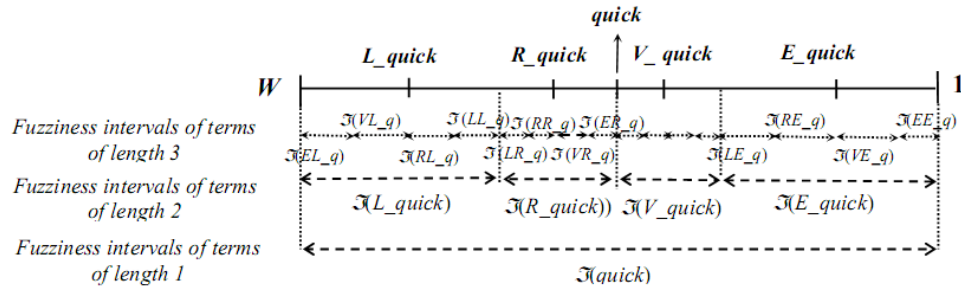 quick
L_quick R_quick V_ quick E_quick
W 1
Fuzziness intervals of terms
of length 3
ℑ(VL_q) ℑ(LL_q) ℑ(RR_q) ℑ(ER_q) ℑ(RE_q) ℑ(EE_q)
ℑ(EL_q) ℑ(RL_q) ℑ(LR_q) ℑ(VR_q) ℑ(LE_q) ℑ(VE_q)
Fuzziness intervals of terms
of length 2
ℑ(L_quick) ℑ(R_quick)) ℑ(V_quick) ℑ(E_quick)
Fuzziness intervals of terms
of length 1
ℑ(quick)